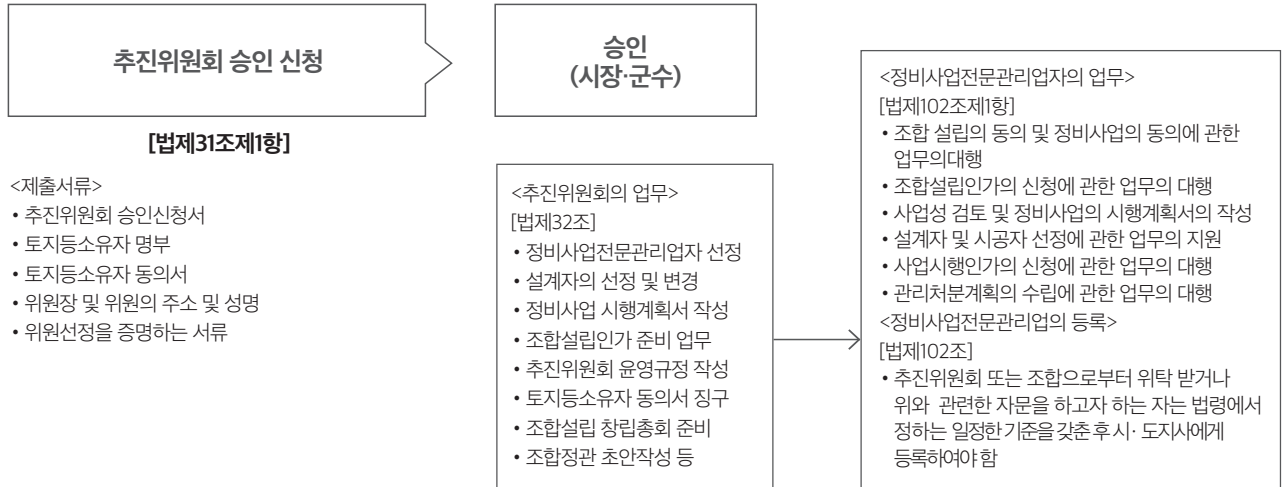 추진위원회 승인 신청
[법제31조제1항]
<제출서류>
• 추진위원회 승인신청서
• 토지등소유자 명부
• 토지등소유자 동의서
• 위원장 및 위원의 주소 및 성명
• 위원선정을 증명하는 서류
승인
(시장·군수)
<추진위원회의 업무>
[법제32조]
• 정비사업전문관리업자 선정
• 설계자의 선정 및 변경
• 정비사업 시행계획서 작성
• 조합설립인가 준비 업무
• 추진위원회 윤영규정 작성
• 토지등소유자 동의서 징구
• 조합설립 창립총회 준비
• 조합정관 초안작성 등
<정비사업전문관리업자의 업무>
[법제102조제1항]
• 조합 설립의 동의 및 정비사업의 동의에 관한
업무의대행
• 조합설립인가의 신청에 관한 업무의 대행
• 사업성 검토 및 정비사업의 시행계획서의 작성
• 설계자 및 시공자 선정에 관한 업무의 지원
• 사업시행인가의 신청에 관한 업무의 대행
• 관리처분계획의 수립에 관한 업무의 대행
<정비사업전문관리업의 등록>
[법제102조]
• 추진위원회 또는 조합으로부터 위탁 받거나
위와 관련한 자문을 하고자 하는 자는 법령에서
정하는 일정한 기준을 갖춘 후 시·도지사에게
등록하여야 함